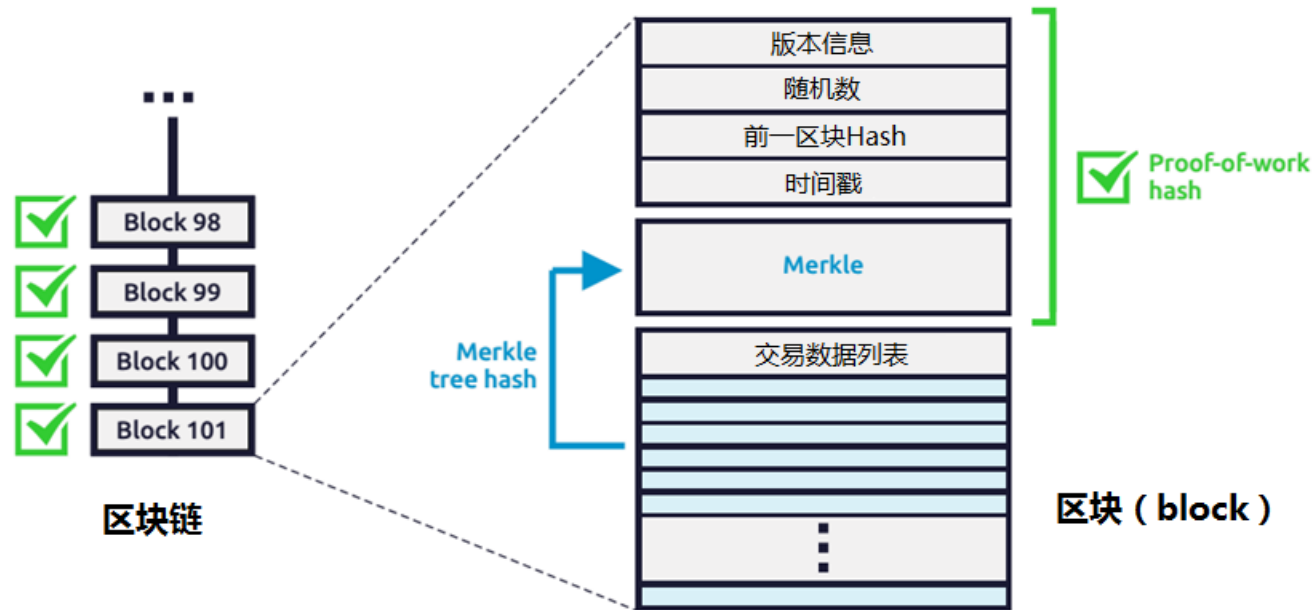 ...
Block 98
Block 99
Block 100
Block 101
区块链
Merkle
tree hash
版本信息
随机数
前一区块Hash
时间戳
Merkle
交易数据列表
Proof-of-work
hash
区块（block）